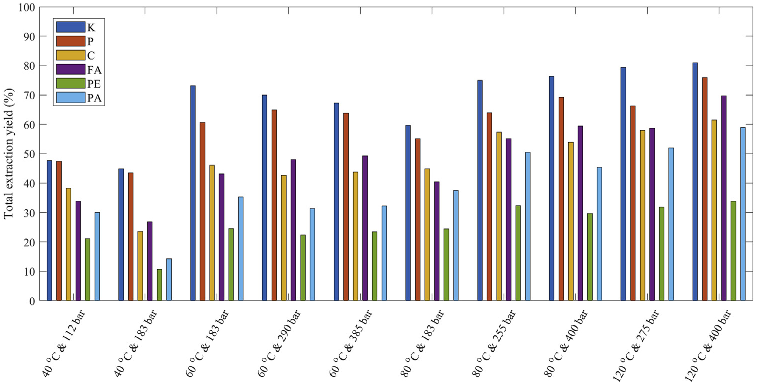 Total extraction yield (%)
100
90
80
70
60
50
40
30
20
10
0
K
P
C
FA
PE
PA
40 °C & 112 bar
40 °C & 183 bar
60 °C & 183 bar
60 °C & 290 bar
60 °C & 385 bar
80 °C & 183 bar
80 °C & 255 bar
80 °C & 400 bar
120 °C & 275 bar
120 °C & 400 bar